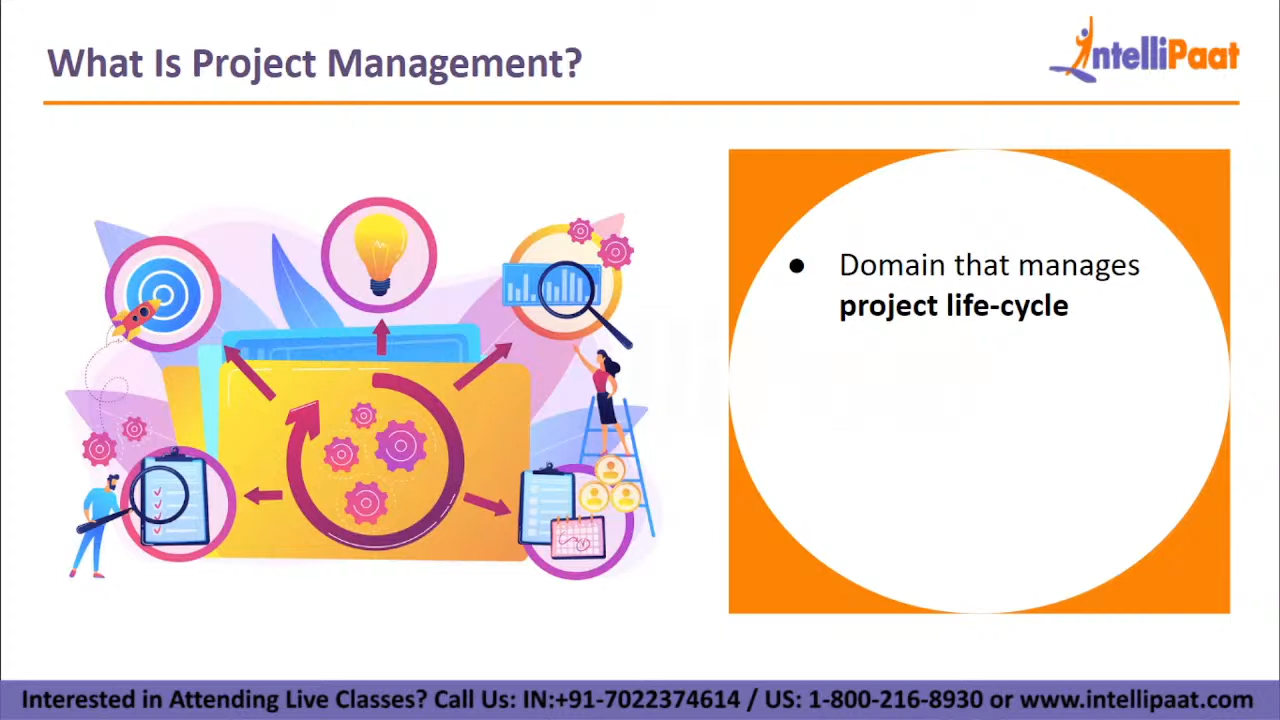 What Is Project Management?
IntelliPaat
● Domain that manages
project life-cycle
Interested in Attending Live Classes? Call Us: IN:+91-7022374614 / US: 1-800-216-8930 or www.intellipaat.com